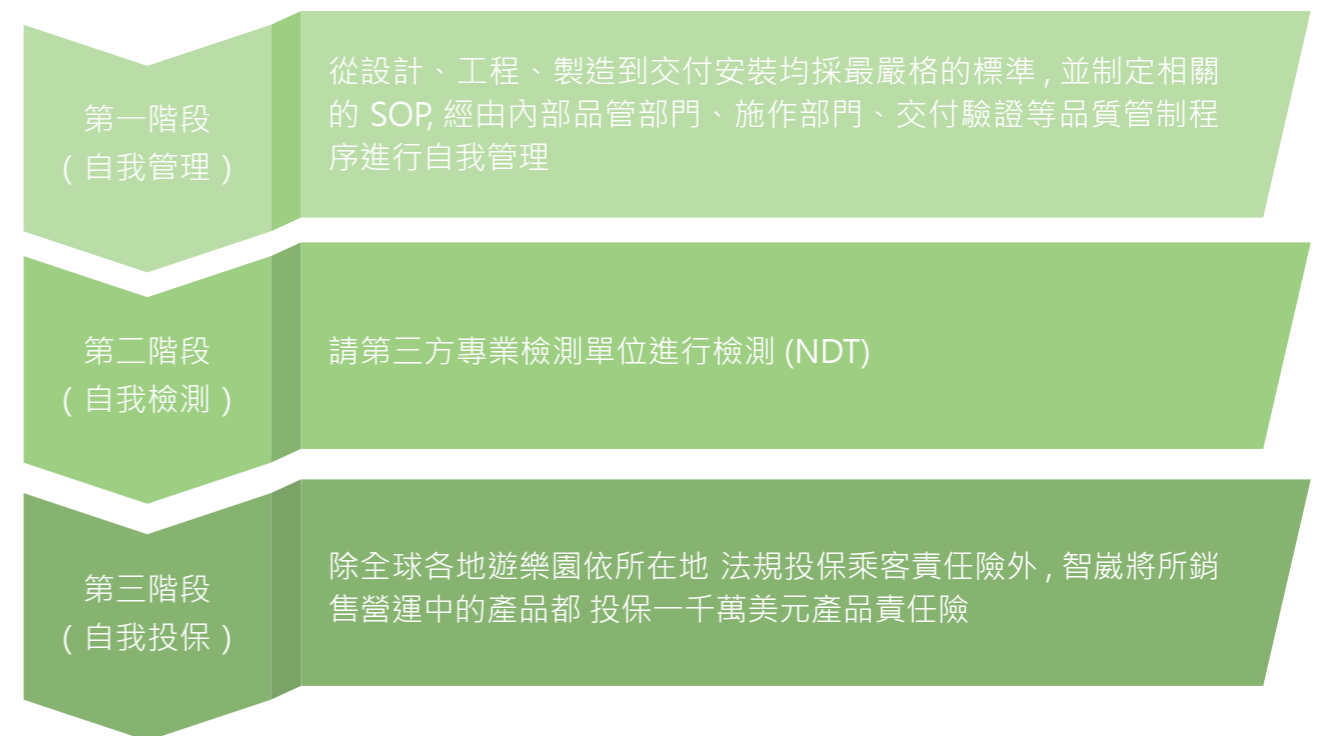 第一階段
（自我管理）
從設計、工程、製造到交付安裝均採最嚴格的標準,並制定相關
的 SOP,經由內部品管部門、施作部門、交付驗證等品質管制程
序進行自我管理
第二階段
（自我檢測）
請第三方專業檢測單位進行檢測 (NDT)
第三階段
（自我投保）
除全球各地遊樂園依所在地 法規投保乘客責任險外,智崴將所銷
售營運中的產品都 投保一千萬美元產品責任險